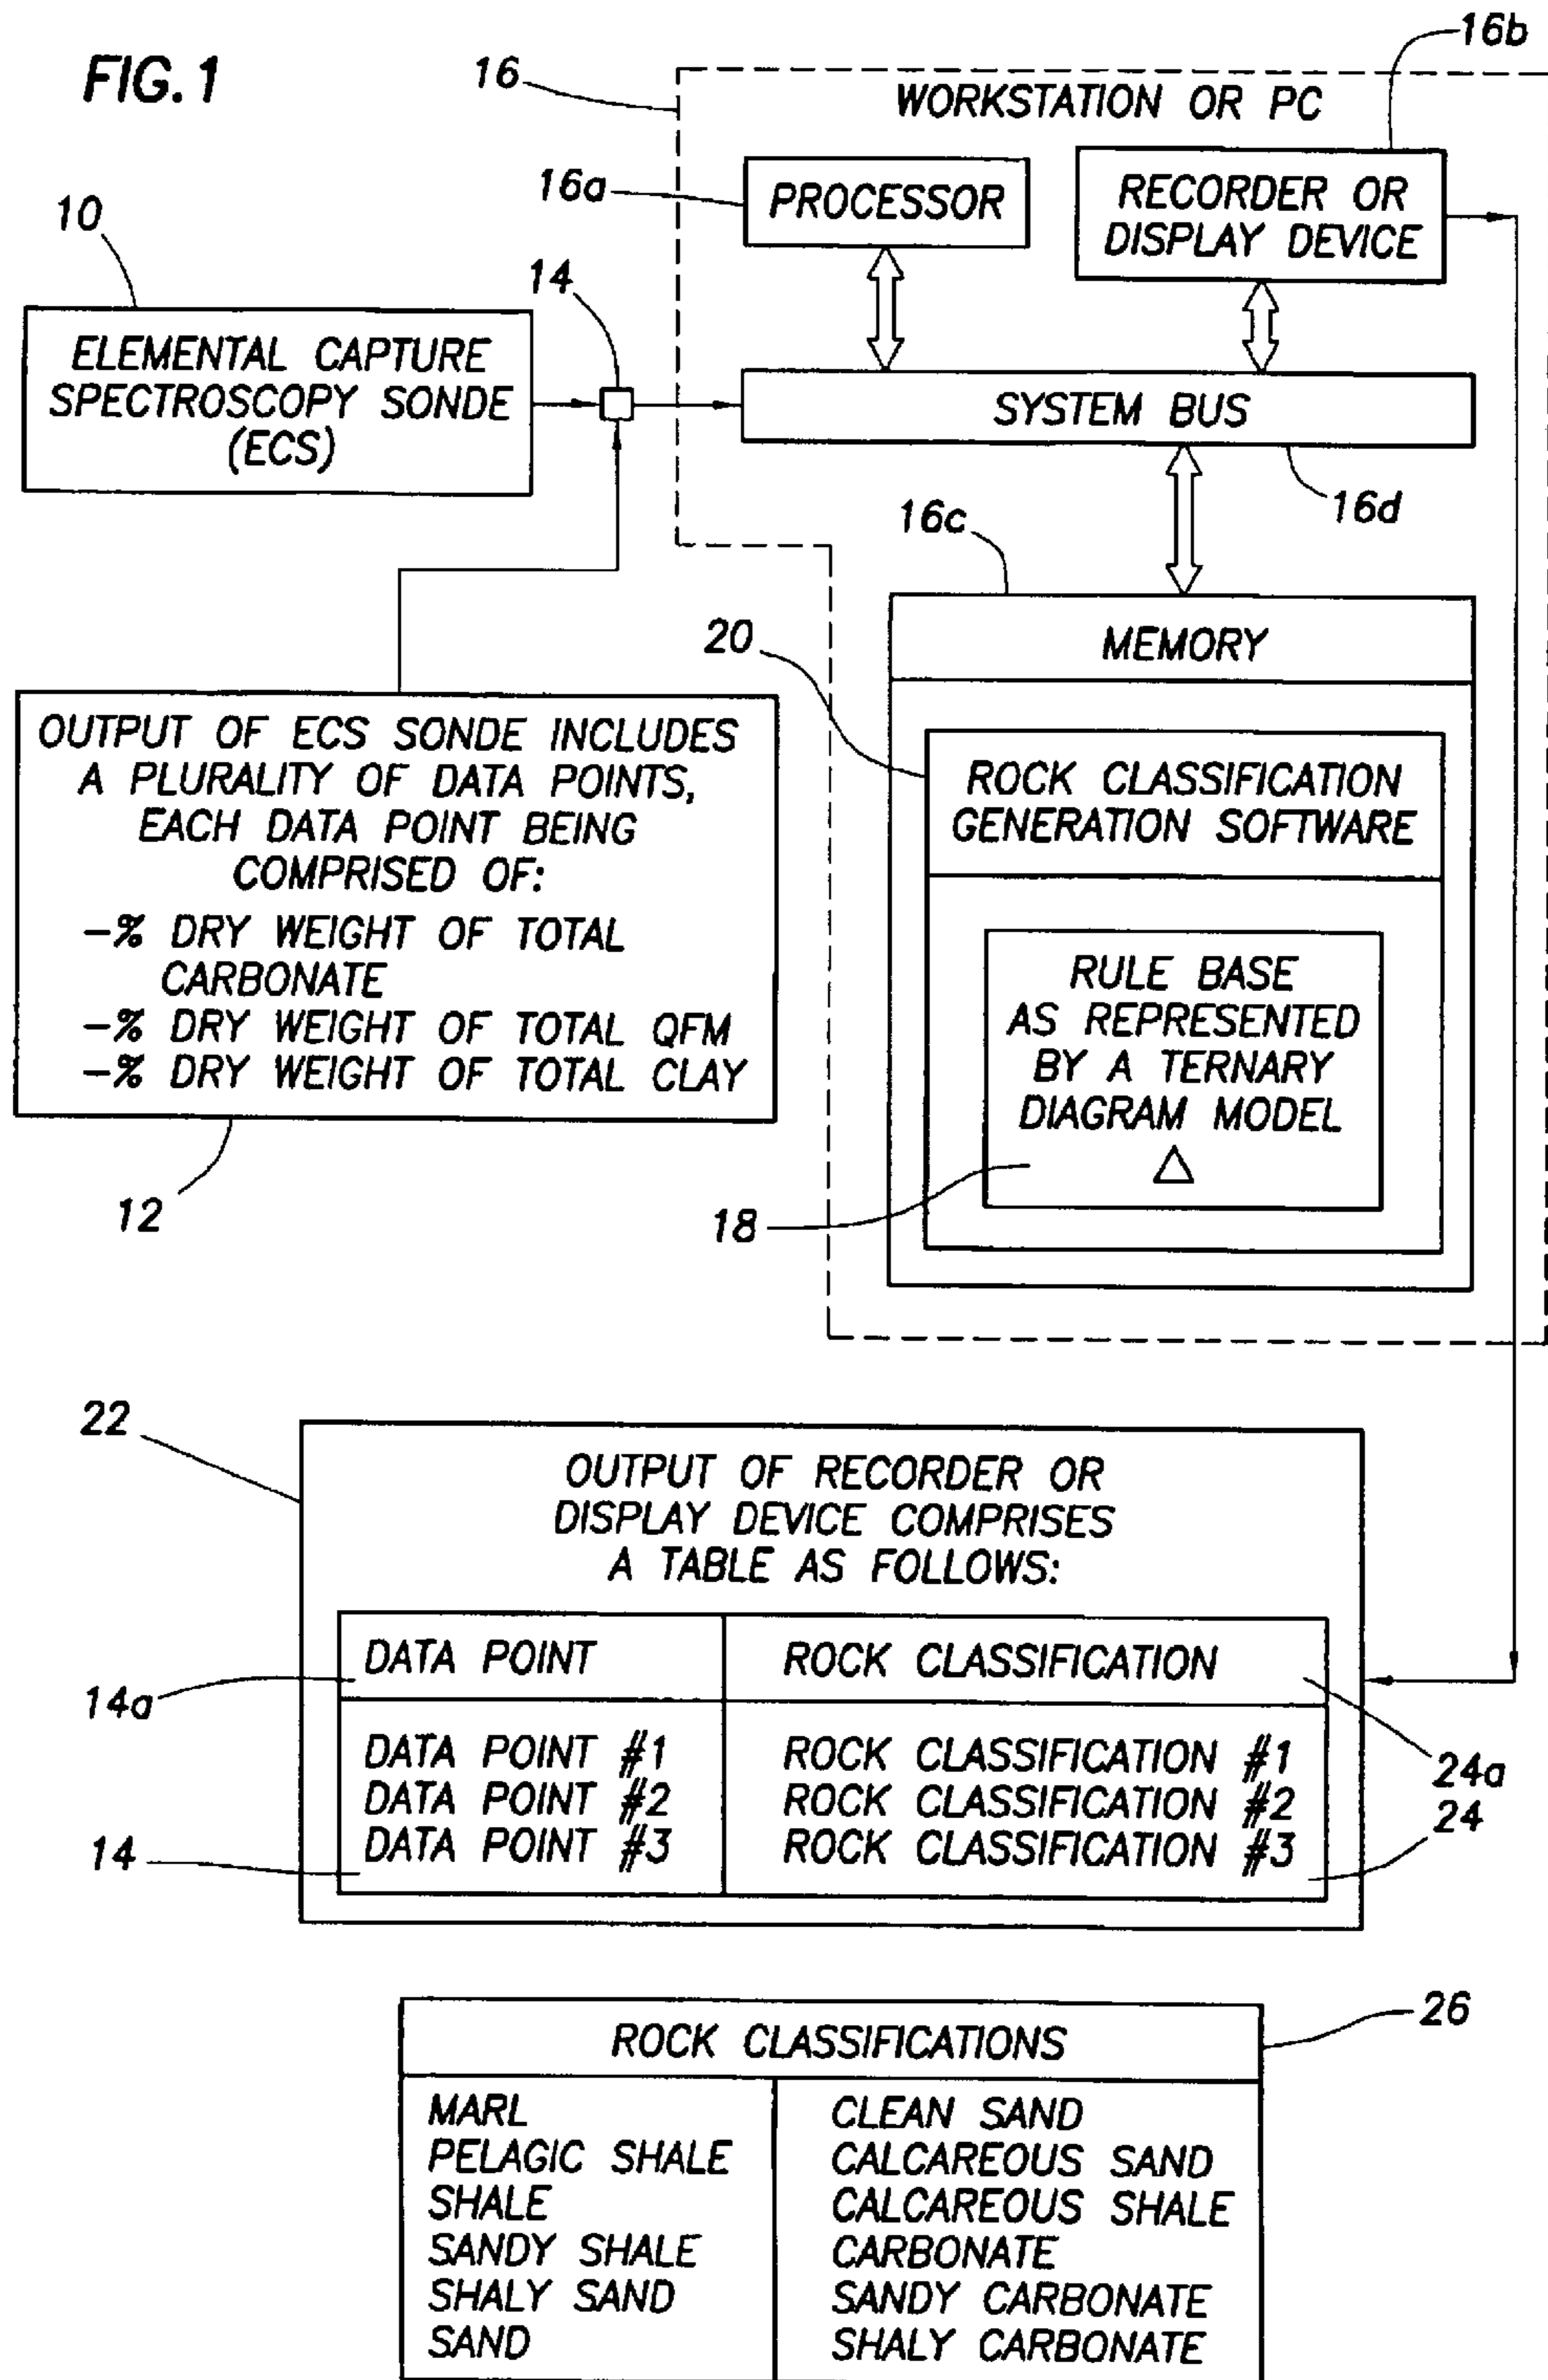 FIG. 1
16
16b
WORKSTATION OR PC
16a
PROCESSOR
RECORDER OR
DISPLAY DEVICE
10
14
ELEMENTAL CAPTURE
SPECTROSCOPY SONDE
(ECS)
SYSTEM BUS
16d
16c
20
MEMORY
OUTPUT OF ECS SONDE INCLUDES
A PLURALITY OF DATA POINTS,
EACH DATA POINT BEING
COMPRISED OF:
-% DRY WEIGHT OF TOTAL
CARBONATE
-% DRY WEIGHT OF TOTAL QFM
-% DRY WEIGHT OF TOTAL CLAY
12
ROCK CLASSIFICATION
GENERATION SOFTWARE
RULE BASE
AS REPRESENTED
BY A TERNARY
DIAGRAM MODEL
△
18
22
OUTPUT OF RECORDER OR
DISPLAY DEVICE COMPRISES
A TABLE AS FOLLOWS:
DATA POINT ROCK CLASSIFICATION
14a
DATA POINT #1 ROCK CLASSIFICATION #1
24a
DATA POINT #2 ROCK CLASSIFICATION #2
24
DATA POINT #3 ROCK CLASSIFICATION #3
14
26
ROCK CLASSIFICATIONS
MARL CLEAN SAND
PELAGIC SHALE CALCAREOUS SAND
SHALE CALCAREOUS SHALE
SANDY SHALE CARBONATE
SHALY SAND SANDY CARBONATE
SAND SHALY CARBONATE